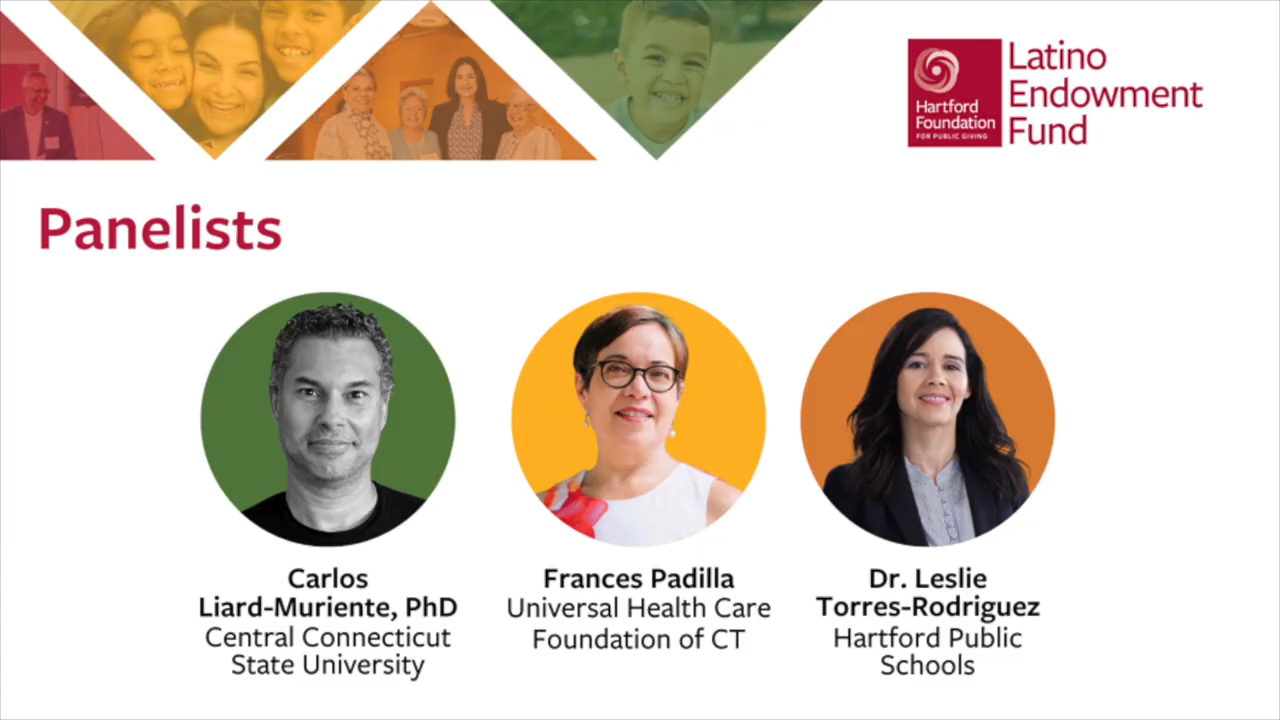 Hartford
Foundation
FOR PUBLIC GIVING
Latino
Endowment
Fund
Panelists
Carlos
Liard-Muriente, PhD
Central Connecticut
State University
Frances Padilla
Universal Health Care
Foundation of CT
Dr. Leslie
Torres-Rodriguez
Hartford Public
Schools